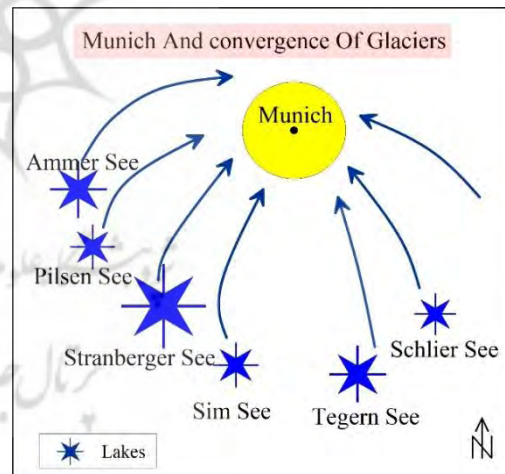 Munich And convergence Of Glaciers
Munich
Ammer See
Pilsen See
Stranberger See
Schlier See
Sim See
Tegern See
Lakes
N